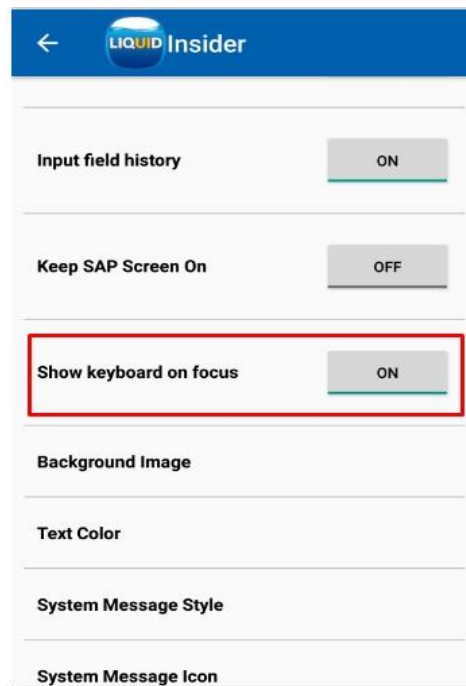 LIQUID Insider
Input field history ON
Keep SAP Screen On OFF
Show keyboard on focus ON
Background Image
Text Color
System Message Style
System Message Icon